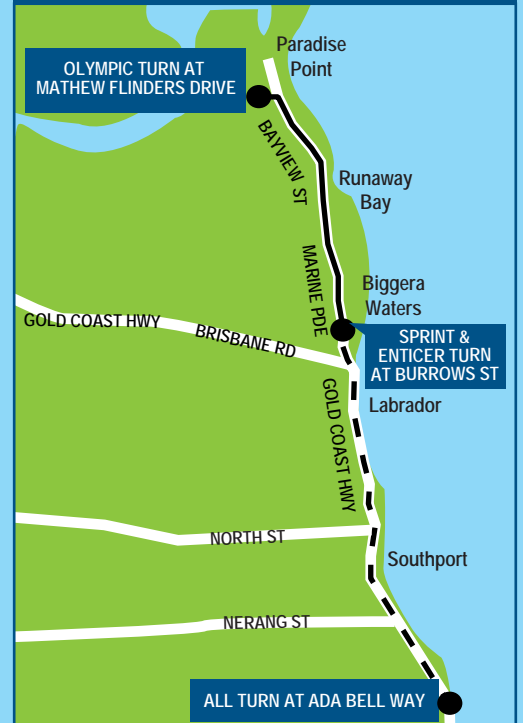 Paradise
Point
OLYMPIC TURN AT
MATHEW FLINDERS DRIVE
BAYVIEW ST
Runaway
Bay
MARINE PDE
Biggera
Waters
GOLD COAST HWY
BRISBANE RD
SPRINT &
ENTICER TURN
AT BURROWS ST
GOLD COAST HWY
Labrador
NORTH ST
Southport
NERANG ST
ALL TURN AT ADA BELL WAY